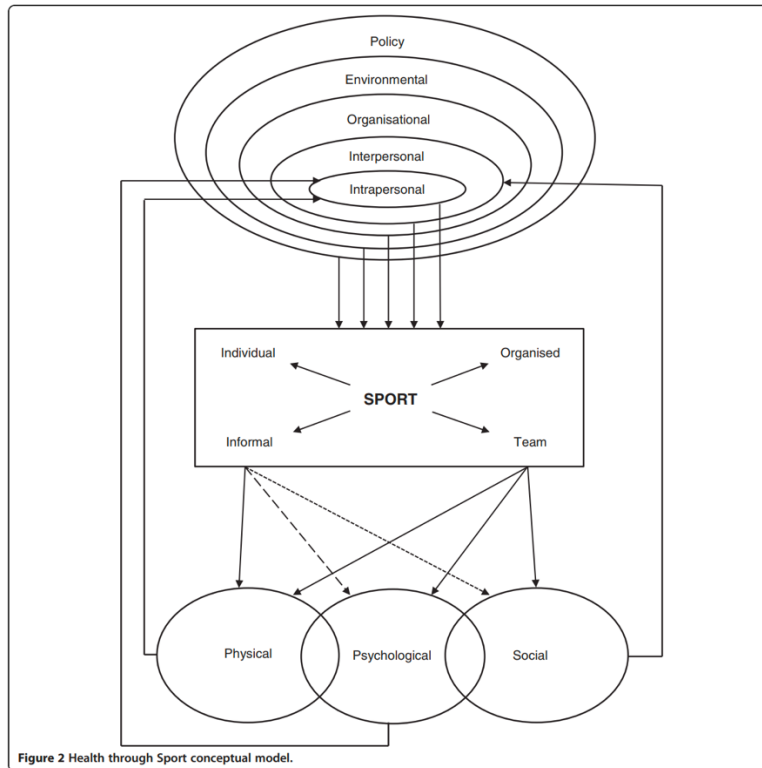 Policy
Environmental
Organisational
Interpersonal
Intrapersonal
Individual
Organised
SPORT
Informal
Team
Physical
Psychological
Social
Figure 2 Health through Sport conceptual model.